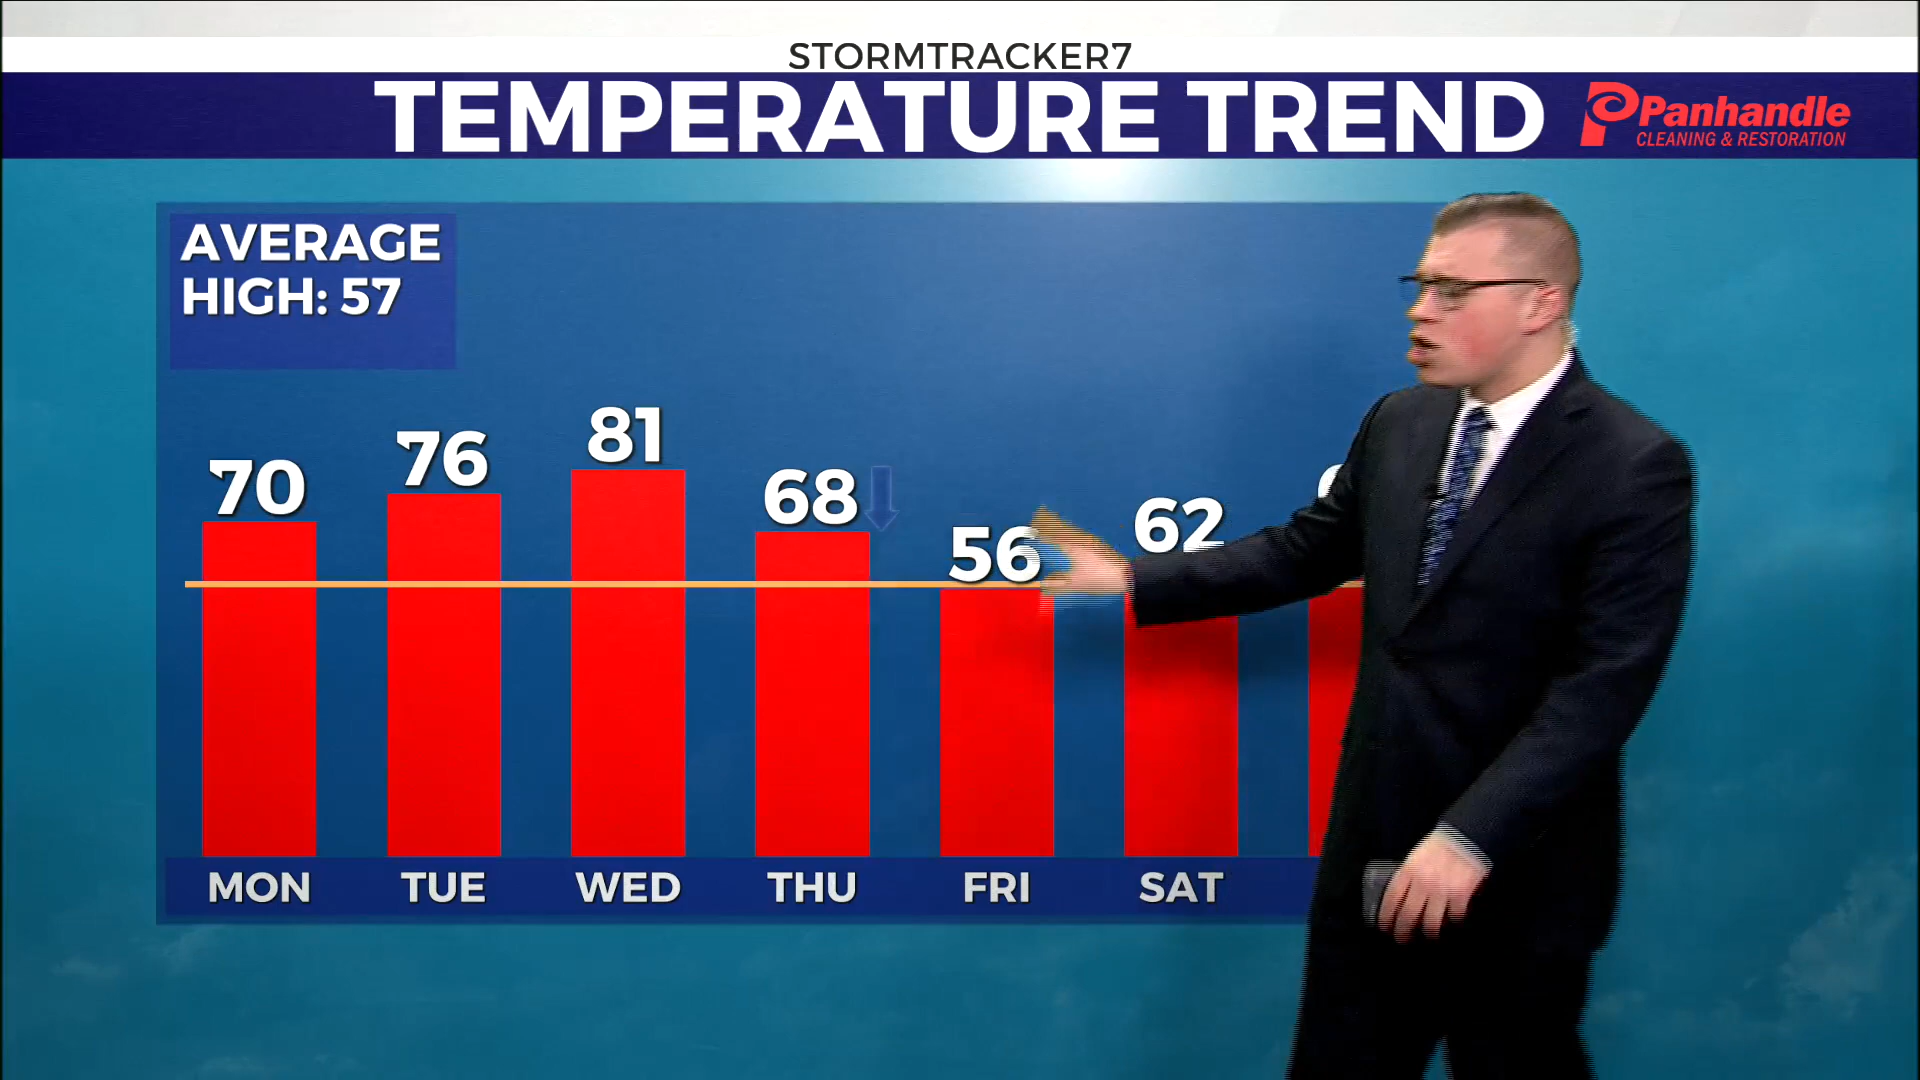 STORMTRACKER7
TEMPERATURE TREND
Panhandle
CLEANING & RESTORATION
AVERAGE
HIGH: 57
70 76 81 68 56 62
MON TUE WED THU FRI SAT